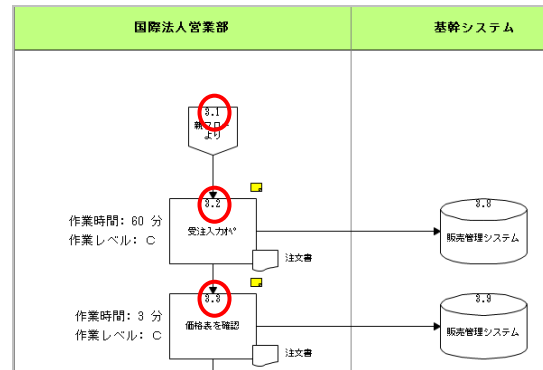 国際法人営業部
基幹システム
3.1
新フロー
より
3.2
作業時間: 60 分
作業レベル: C
受注入力ｵﾍﾟ
注文書
3.8
販売管理システム
3.3
作業時間: 3 分
作業レベル: C
価格表を確認
注文書
3.9
販売管理システム